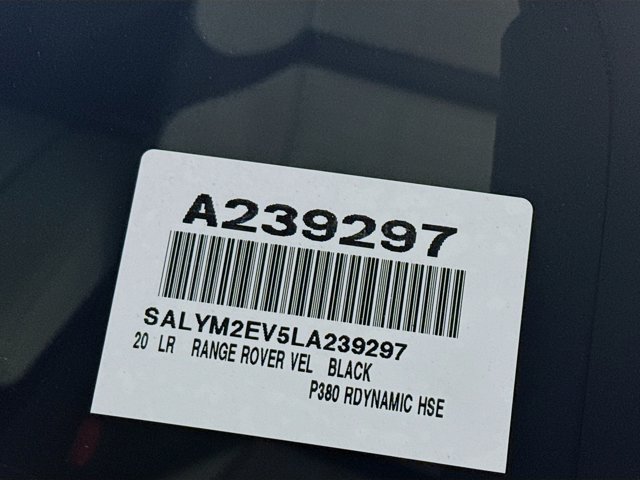 A239297
SALYM2EV5LA239297
20 LR RANGE ROVER VEL BLACK
P380 RDYNAMIC HSE